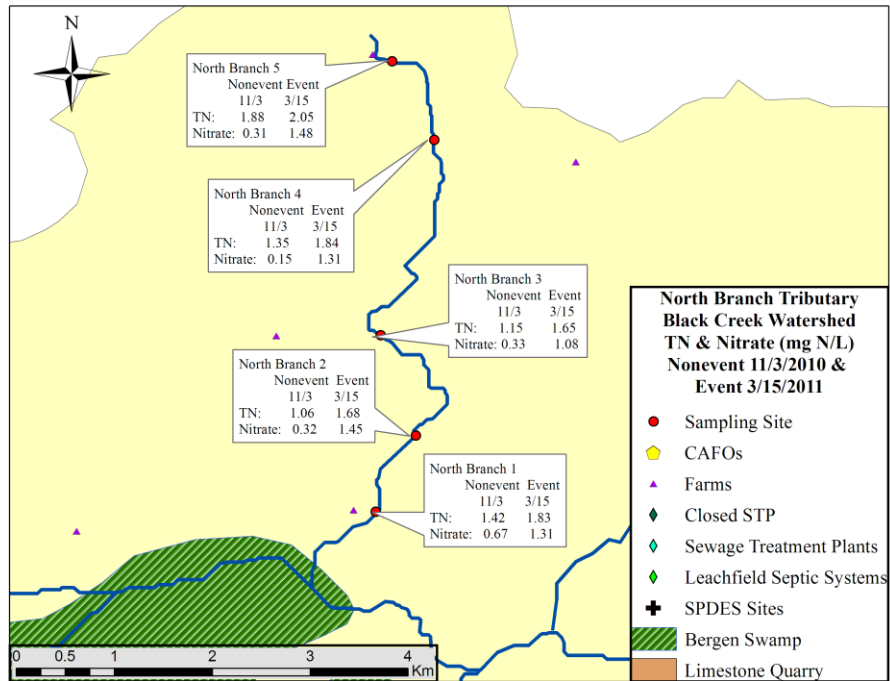 N
North Branch 5
Nonevent Event
11/3 3/15
TN: 1.88 2.05
Nitrate: 0.31 1.48
North Branch 4
Nonevent Event
11/3 3/15
TN: 1.35 1.84
Nitrate: 0.15 1.31
North Branch 3
Nonevent Event
11/3 3/15
TN: 1.15 1.65
Nitrate: 0.33 1.08
North Branch 2
Nonevent Event
11/3 3/15
TN: 1.06 1.68
Nitrate: 0.32 1.45
North Branch 1
Nonevent Event
11/3 3/15
TN: 1.42 1.83
Nitrate: 0.67 1.31
North Branch Tributary
Black Creek Watershed
TN & Nitrate (mg N/L)
Nonevent 11/3/2010 &
Event 3/15/2011
Sampling Site
CAFOs
Farms
Closed STP
Sewage Treatment Plants
Leachfield Septic Systems
SPDES Sites
Bergen Swamp
Limestone Quarry
0 0.5 1 2 3 4
Km